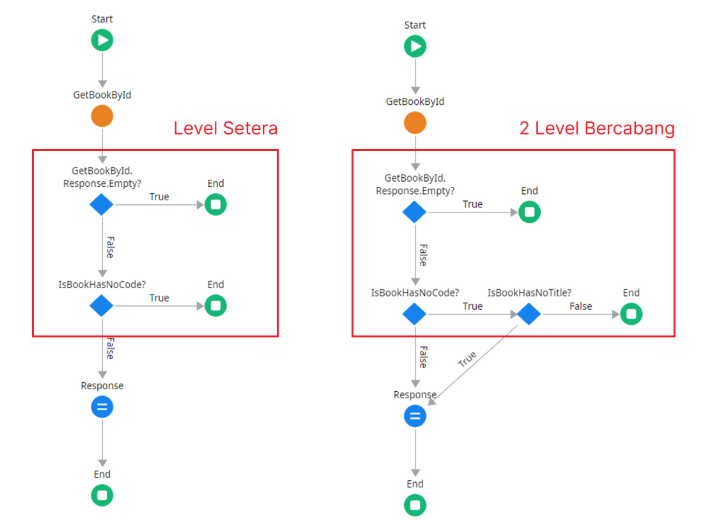 Start
GetBookById
Level Setera
GetBookById.
Response.Empty?
True
End
False
IsBookHasNoCode?
True
End
False
Response
End
Start
GetBookById
2 Level Bercabang
GetBookById.
Response.Empty?
True
End
False
IsBookHasNoCode?
True
IsBookHasNoTitle?
False
End
False
True
Response
End